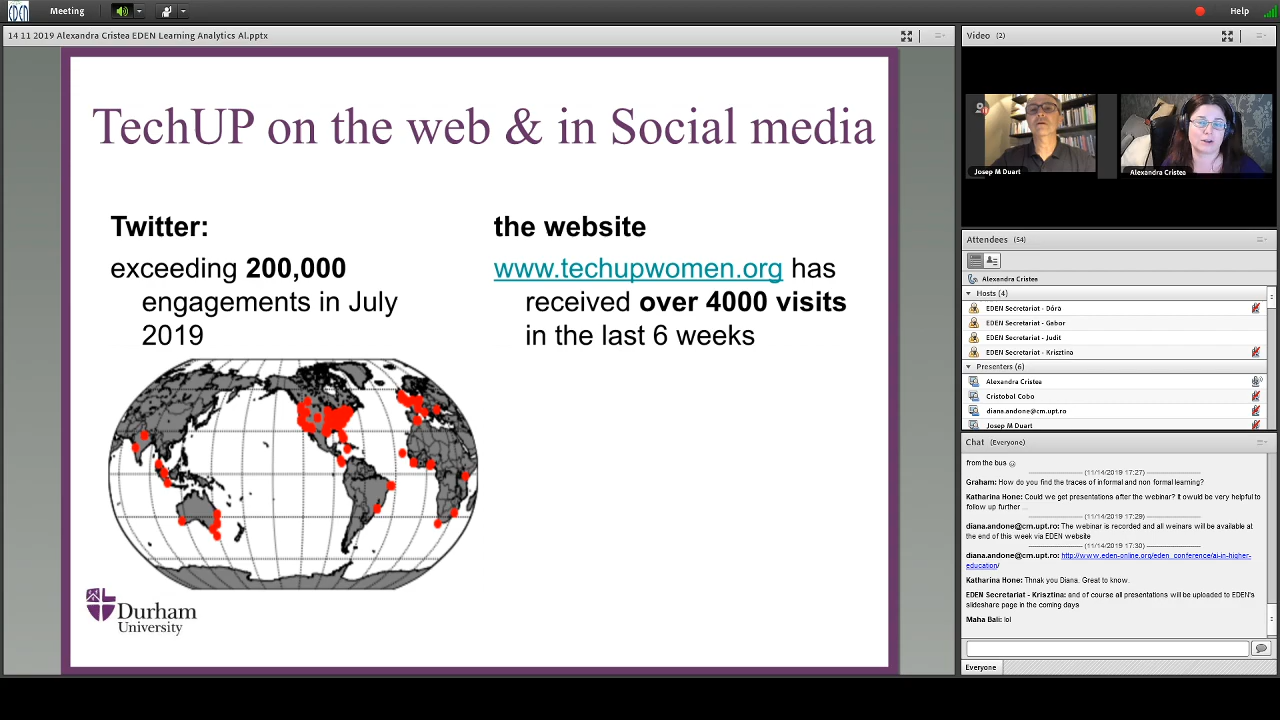 EDEN
Meeting
Help
14 11 2019 Alexandra Cristea EDEN Learning Analytics AI.pptx
TechUP on the web & in Social media
Twitter:
exceeding 200,000
engagements in July
2019
the website
www.techupwomen.org has
received over 4000 visits
in the last 6 weeks
Durham
University
Video (2)
Josep M Duart
Alexandra Cristea
Attendees (54)
Alexandra Cristea
Hosts (4)
EDEN Secretariat - Dóra
EDEN Secretariat - Gabor
EDEN Secretariat - Judit
EDEN Secretariat - Krisztina
Presenters (6)
Alexandra Cristea
Cristobal Cobo
diana.andone@cm.upt.ro
Josep M Duart
Chat (Everyone)
from the bus
(11/14/2019 17:27)
Graham: How do you find the traces of informal and non formal learning?
Katharina Hone: Could we get presentations after the webinar? It owuld be very helpful to
follow up further ...
(11/14/2019 17:29)
diana.andone@cm.upt.ro: The webinar is recorded and all weinars will be available at
the end of this week via EDEN website
(11/14/2019 17:30)
diana.andone@cm.upt.ro: http://www.eden-online.org/eden_conference/ai-in-higher-
education/
Katharina Hone: Thnak you Diana. Great to know.
EDEN Secretariat - Krisztina: and of course all presentations will be uploaded to EDEN's
slideshare page in the coming days
Maha Bali: lol
Everyone